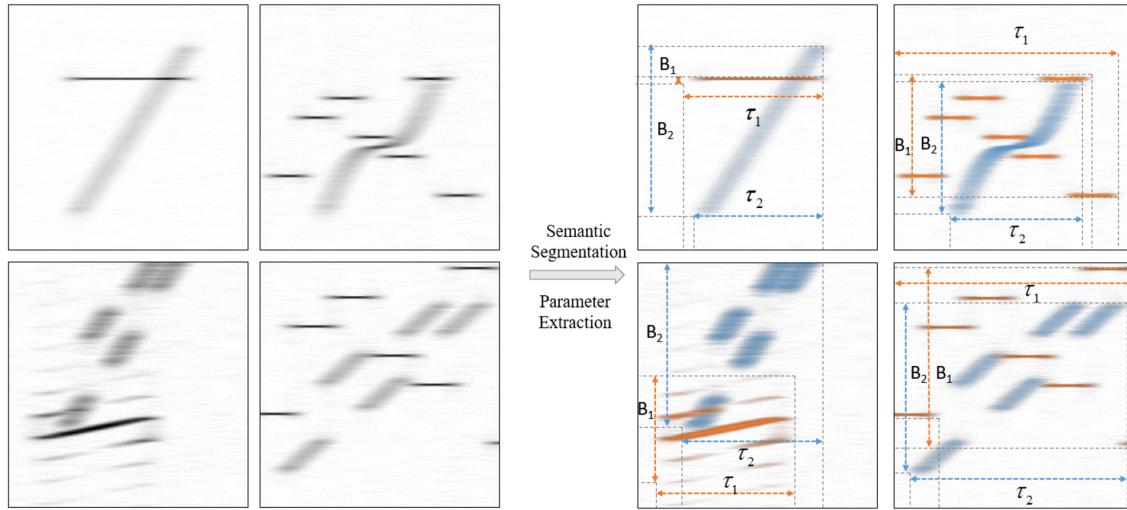 B₁
τ₁
B₂
τ₂
τ₁
B₁
B₂
τ₂
Semantic
Segmentation
Parameter
Extraction
B₂
B₁
τ₂
τ₁
τ₁
B₂
B₁
τ₂